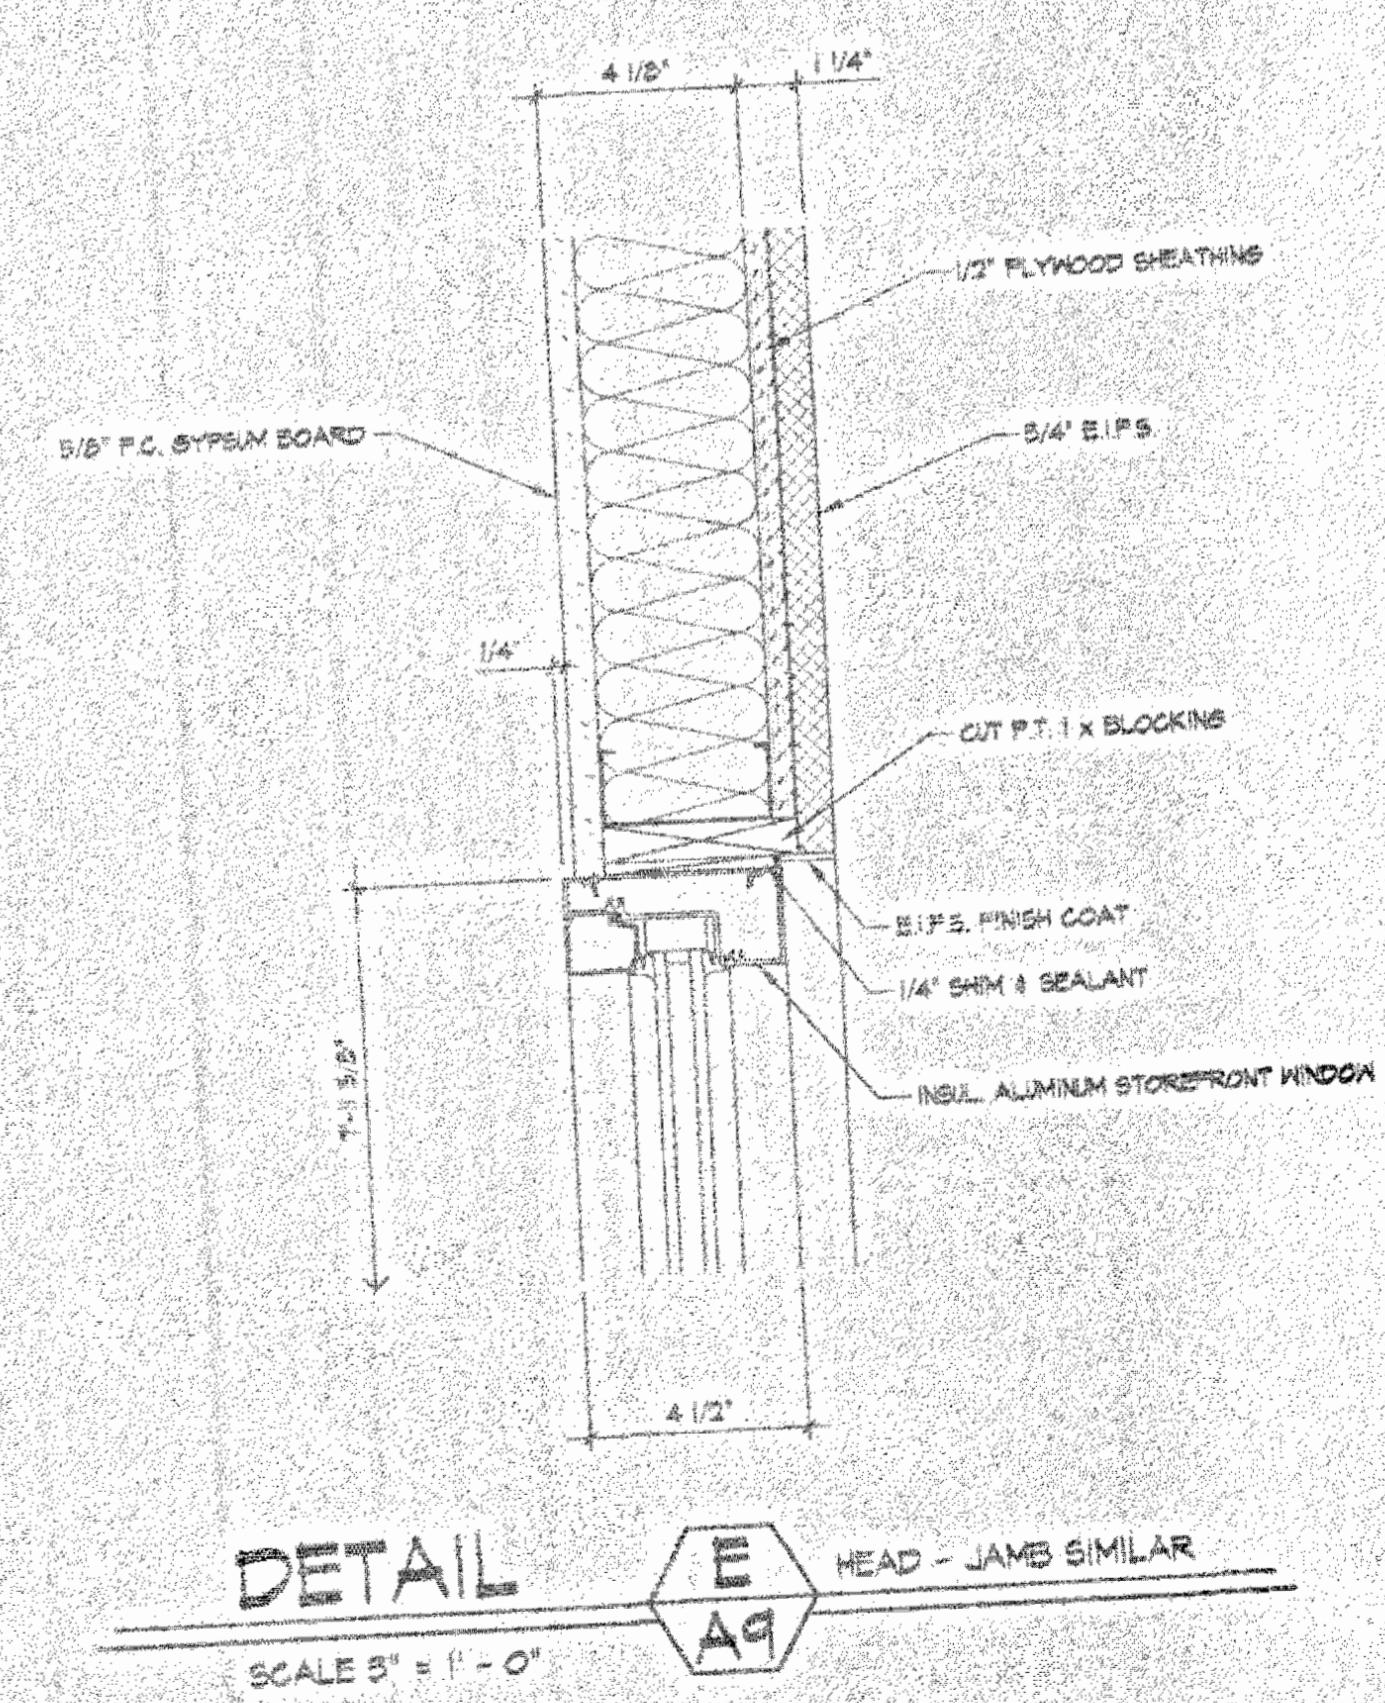 4 1/8"
1 1/4"
1/2" PLYWOOD SHEATHING
5/8" F.C. GYPSUM BOARD
3/4" E.I.F.S.
1/4"
CUT P.T. 1 x BLOCKING
E.I.F.S. FINISH COAT
1/4" SHIM & SEALANT
INSUL. ALUMINUM STOREFRONT WINDOW
4 1/2"
DETAIL
E
A9
HEAD - JAMB SIMILAR
SCALE 3" = 1' - 0"